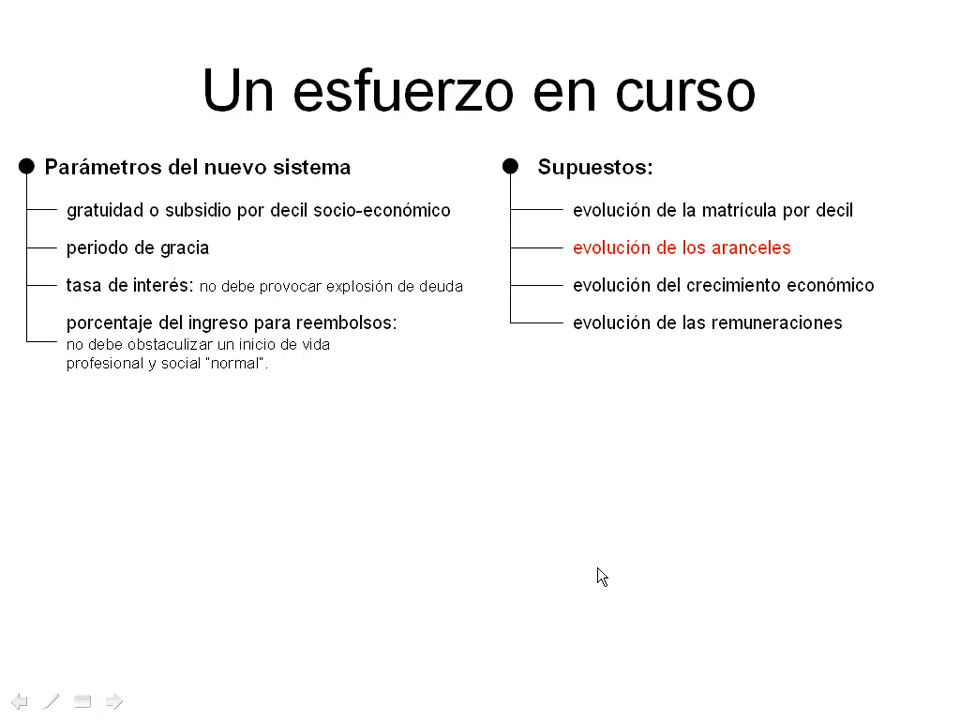 Un esfuerzo en curso
Parámetros del nuevo sistema
gratuidad o subsidio por decil socio-económico
periodo de gracia
tasa de interés: no debe provocar explosión de deuda
porcentaje del ingreso para reembolsos:
no debe obstaculizar un inicio de vida
profesional y social "normal".
Supuestos:
evolución de la matrícula por decil
evolución de los aranceles
evolución del crecimiento económico
evolución de las remuneraciones